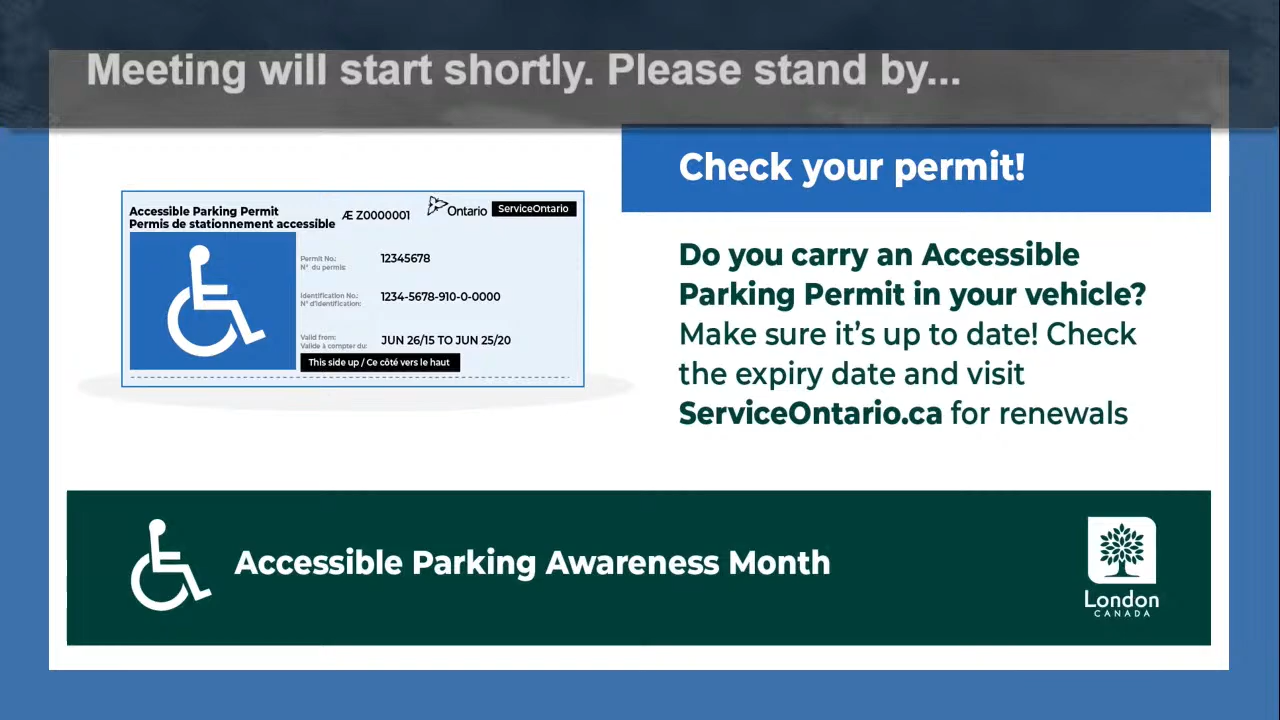 Meeting will start shortly. Please stand by...
Check your permit!
Accessible Parking Permit
Permis de stationnement accessible
Æ Z0000001
Ontario
ServiceOntario
Permit No.:
N° du permis:
12345678
Identification No.:
N° d'identification:
1234-5678-910-0-0000
Valid from:
Valide à compter du:
JUN 26/15 TO JUN 25/20
This side up / Ce côté vers le haut
Do you carry an Accessible
Parking Permit in your vehicle?
Make sure it's up to date! Check
the expiry date and visit
ServiceOntario.ca for renewals
Accessible Parking Awareness Month
London
CANADA